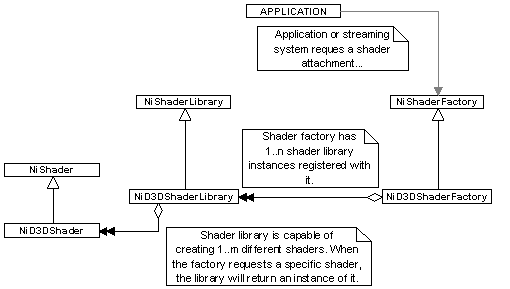 APPLICATION
Application or streaming
system reques a shader
attachment...
NiShaderLibrary
NiShaderFactory
Shader factory has
1..n shader library
instances registered with
it.
NiShader
NiD3DShaderLibrary
NiD3DShaderFactory
NiD3DShader
Shader library is capable of
creating 1..m different shaders. When
the factory requests a specific shader,
the library will return an instance of it.